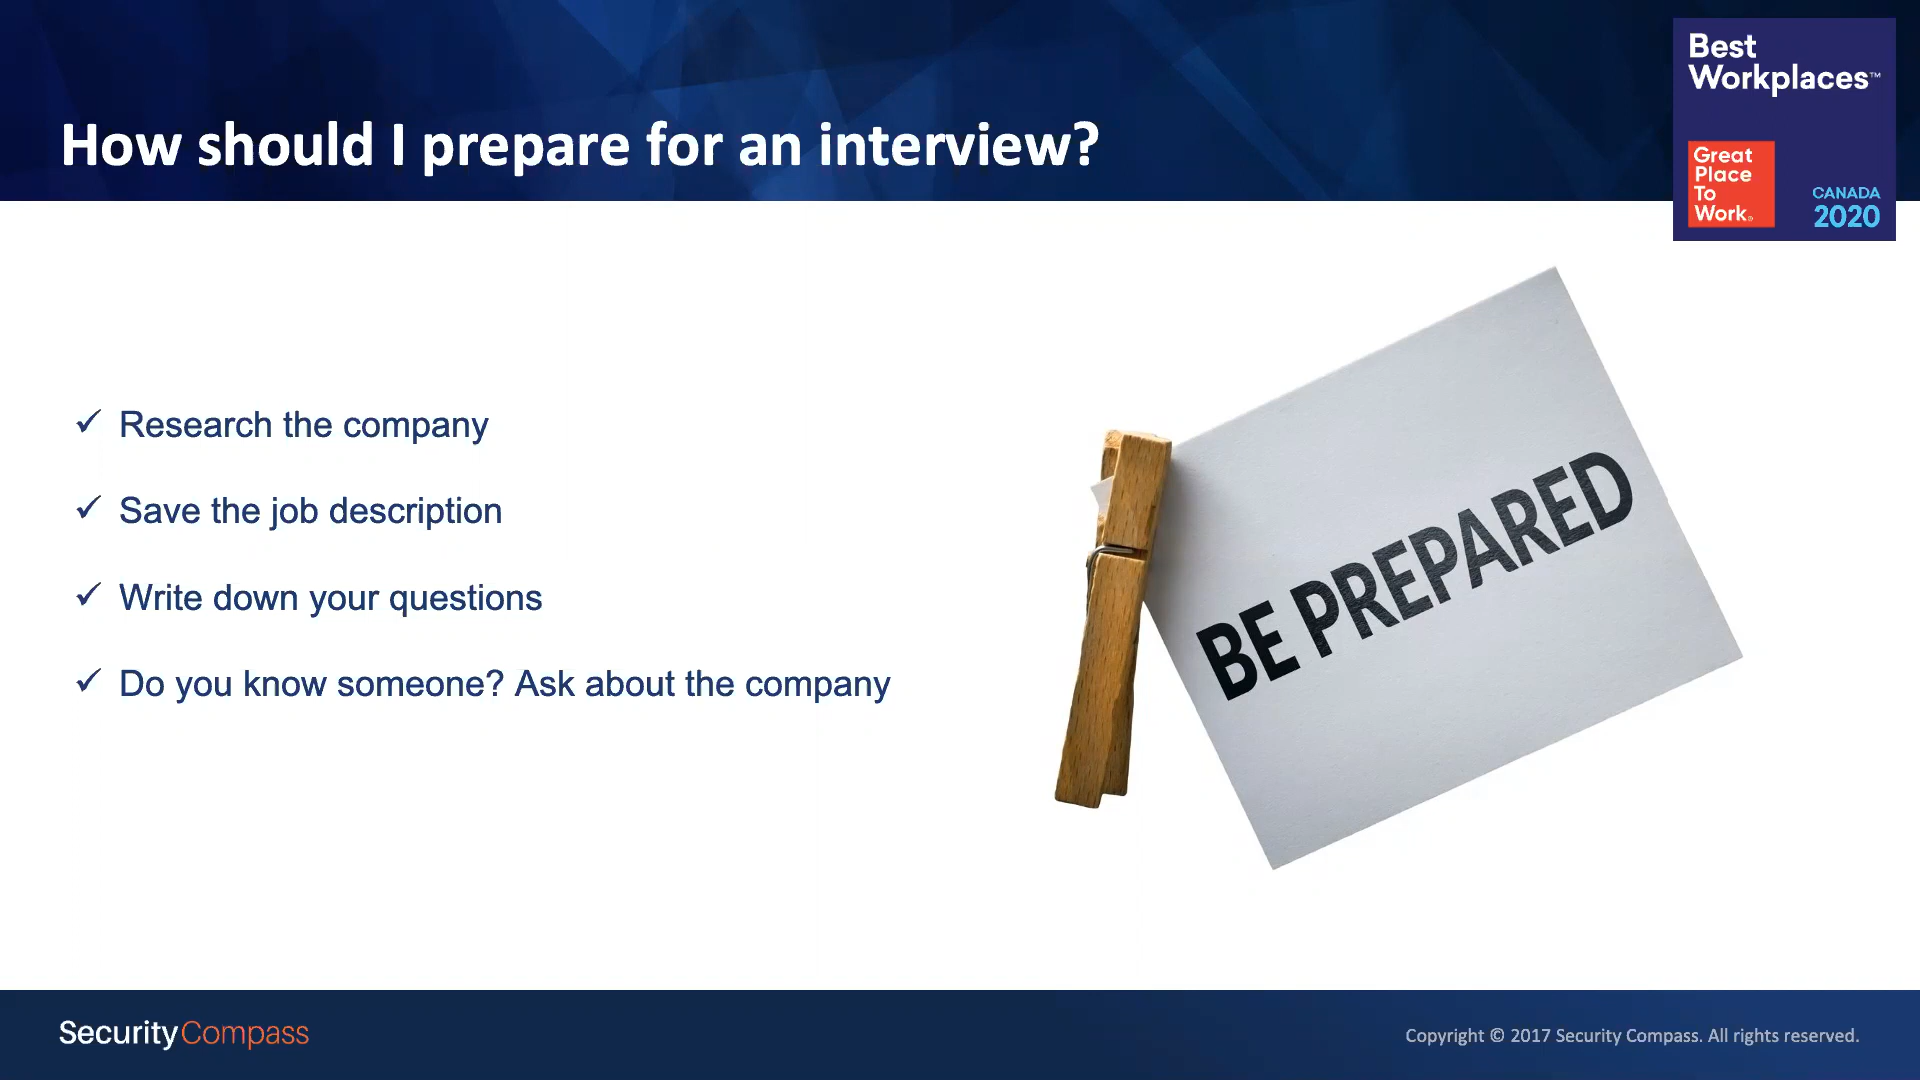 Best
Workplaces™
How should I prepare for an interview?
Great
Place
To
Work®
CANADA
2020
✓ Research the company
✓ Save the job description
✓ Write down your questions
✓ Do you know someone? Ask about the company
BE PREPARED
SecurityCompass
Copyright © 2017 Security Compass. All rights reserved.